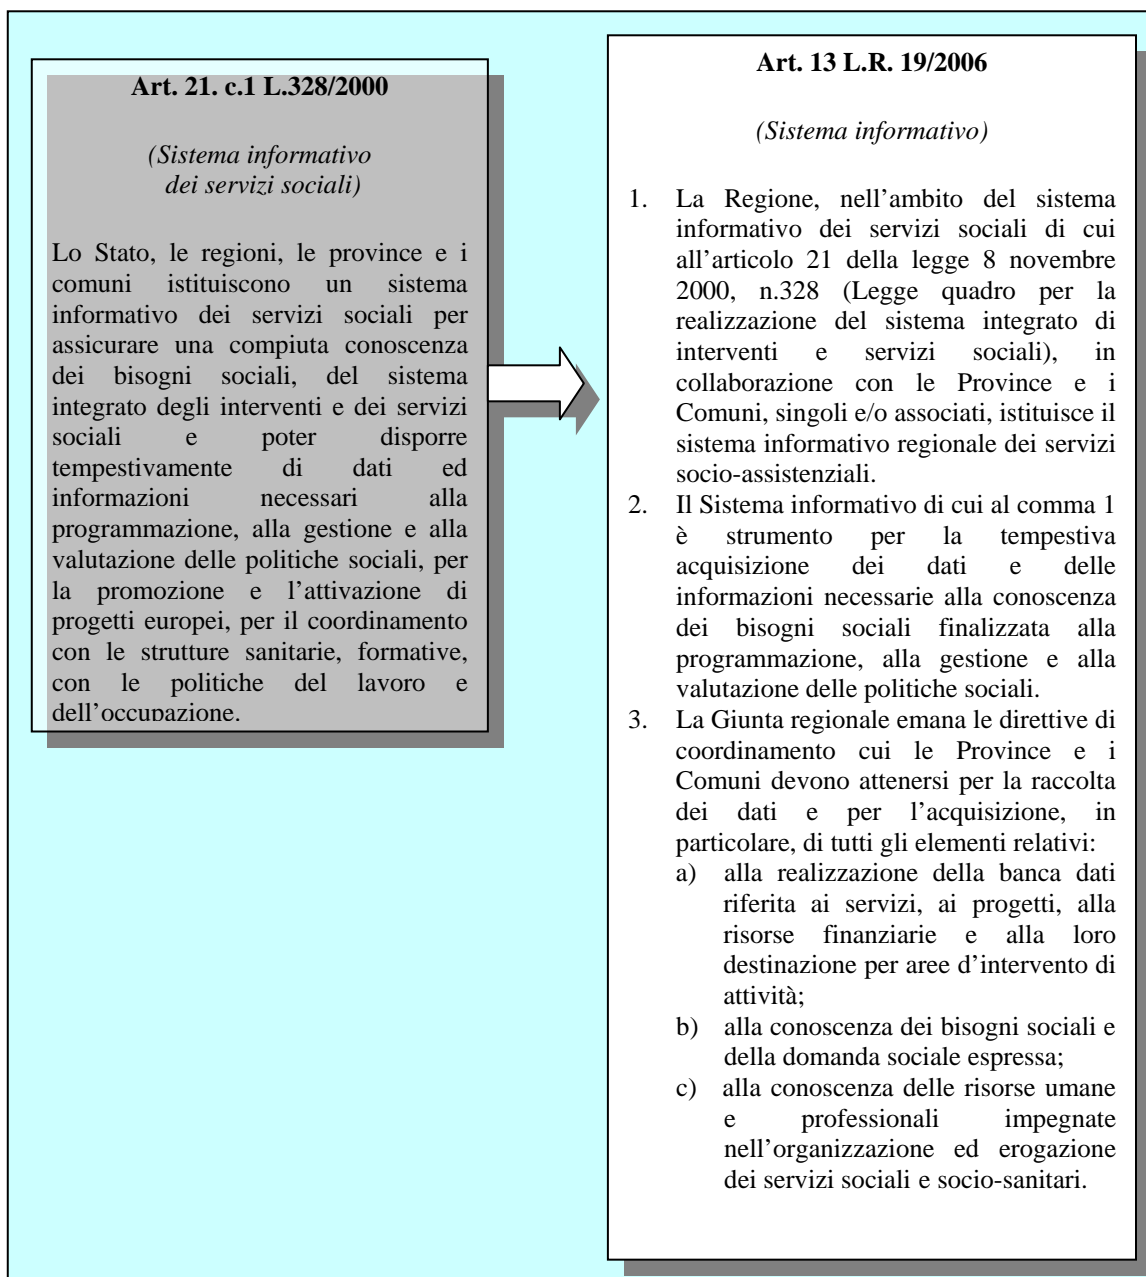 Art. 21. c.1 L.328/2000
(Sistema informativo
dei servizi sociali)
Lo Stato, le regioni, le province e i
comuni istituiscono un sistema
informativo dei servizi sociali per
assicurare una compiuta conoscenza
dei bisogni sociali, del sistema
integrato degli interventi e dei servizi
sociali e poter disporre
tempestivamente di dati ed
informazioni necessari alla
programmazione, alla gestione e alla
valutazione delle politiche sociali, per
la promozione e l’attivazione di
progetti europei, per il coordinamento
con le strutture sanitarie, formative,
con le politiche del lavoro e
dell’occupazione.
Art. 13 L.R. 19/2006
(Sistema informativo)
1. La Regione, nell’ambito del sistema
informativo dei servizi sociali di cui
all’articolo 21 della legge 8 novembre
2000, n.328 (Legge quadro per la
realizzazione del sistema integrato di
interventi e servizi sociali), in
collaborazione con le Province e i
Comuni, singoli e/o associati, istituisce il
sistema informativo regionale dei servizi
socio-assistenziali.
2. Il Sistema informativo di cui al comma 1
è strumento per la tempestiva
acquisizione dei dati e delle
informazioni necessarie alla conoscenza
dei bisogni sociali finalizzata alla
programmazione, alla gestione e alla
valutazione delle politiche sociali.
3. La Giunta regionale emana le direttive di
coordinamento cui le Province e i
Comuni devono attenersi per la raccolta
dei dati e per l’acquisizione, in
particolare, di tutti gli elementi relativi:
a) alla realizzazione della banca dati
riferita ai servizi, ai progetti, alla
risorse finanziarie e alla loro
destinazione per aree d’intervento di
attività;
b) alla conoscenza dei bisogni sociali e
della domanda sociale espressa;
c) alla conoscenza delle risorse umane
e professionali impegnate
nell’organizzazione ed erogazione
dei servizi sociali e socio-sanitari.